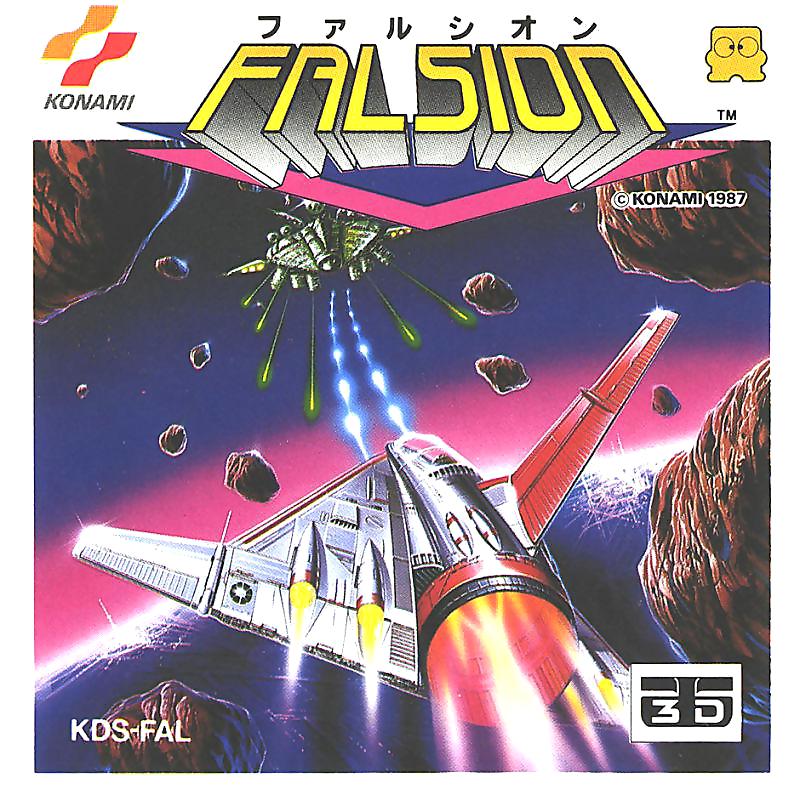 ファルシオン
KONAMI
FALSION
TM
© KONAMI 1987
KDS-FAL
3D